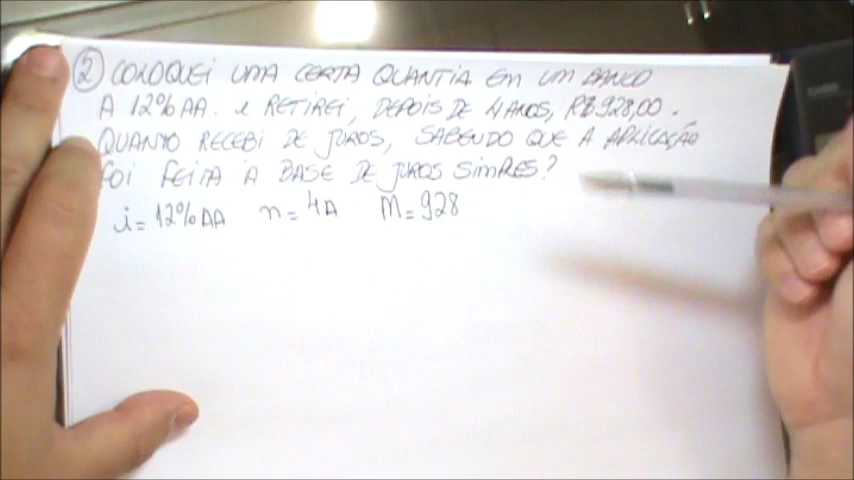 ② COLOQUEI UMA CERTA QUANTIA EM UM BANCO
A 12% AA. E RETIREI, DEPOIS DE 4 ANOS, R$ 928,00.
QUANTO RECEBI DE JUROS, SABENDO QUE A APLICAÇÃO
FOI FEITA À BASE DE JUROS SIMPLES?
i = 12% AA n = 4A M = 928